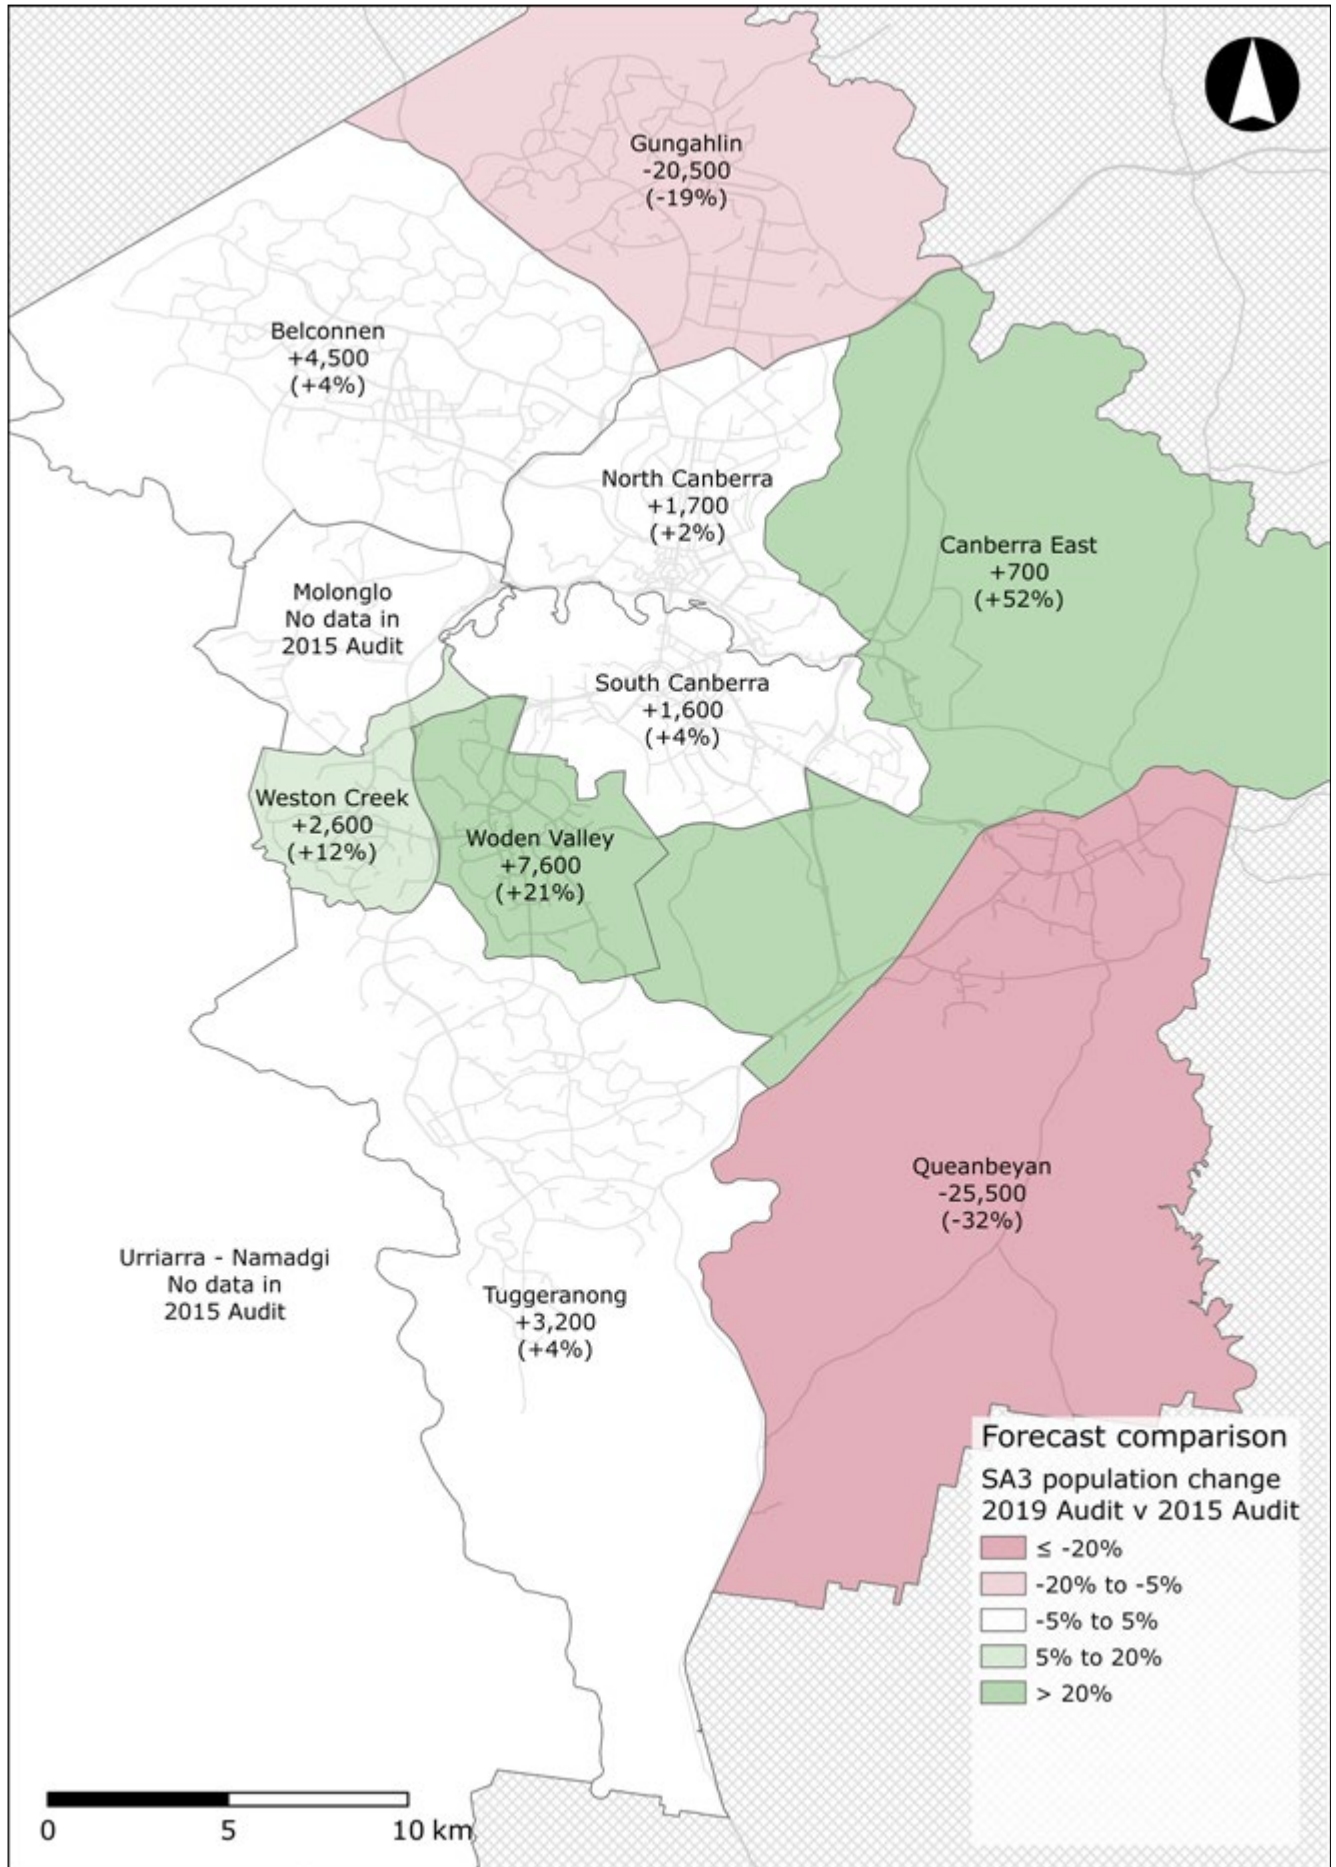 Gungahlin
-20,500
(-19%)
Belconnen
+4,500
(+4%)
North Canberra
+1,700
(+2%)
Canberra East
+700
(+52%)
Molonglo
No data in
2015 Audit
South Canberra
+1,600
(+4%)
Weston Creek
+2,600
(+12%)
Woden Valley
+7,600
(+21%)
Queanbeyan
-25,500
(-32%)
Urriarra - Namadgi
No data in
2015 Audit
Tuggeranong
+3,200
(+4%)
Forecast comparison
SA3 population change
2019 Audit v 2015 Audit
≤ -20%
-20% to -5%
-5% to 5%
5% to 20%
> 20%
0 5 10 km